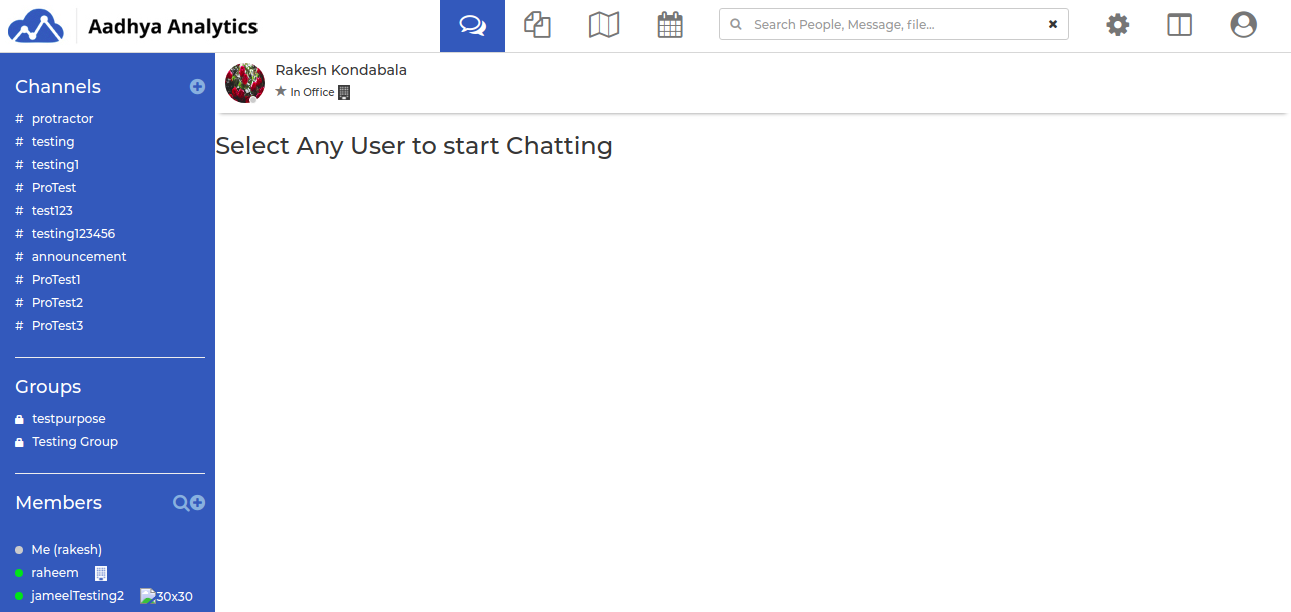 Aadhya Analytics
Search People, Message, file...
Channels
# protractor
# testing
# testing1
# ProTest
# test123
# testing123456
# announcement
# ProTest1
# ProTest2
# ProTest3
Groups
testpurpose
Testing Group
Members
Me (rakesh)
raheem
jameelTesting2 30x30
Rakesh Kondabala
In Office
Select Any User to start Chatting